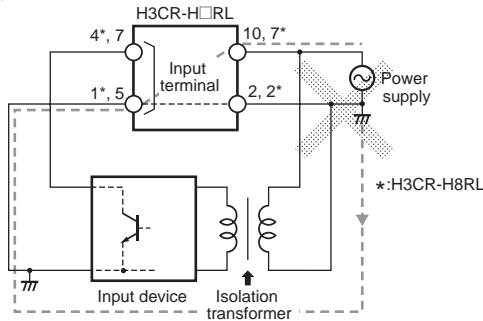 H3CR-H□RL
4*, 7
10, 7*
Input
terminal
1*, 5
2, 2*
Power
supply
*:H3CR-H8RL
Input device
Isolation
transformer